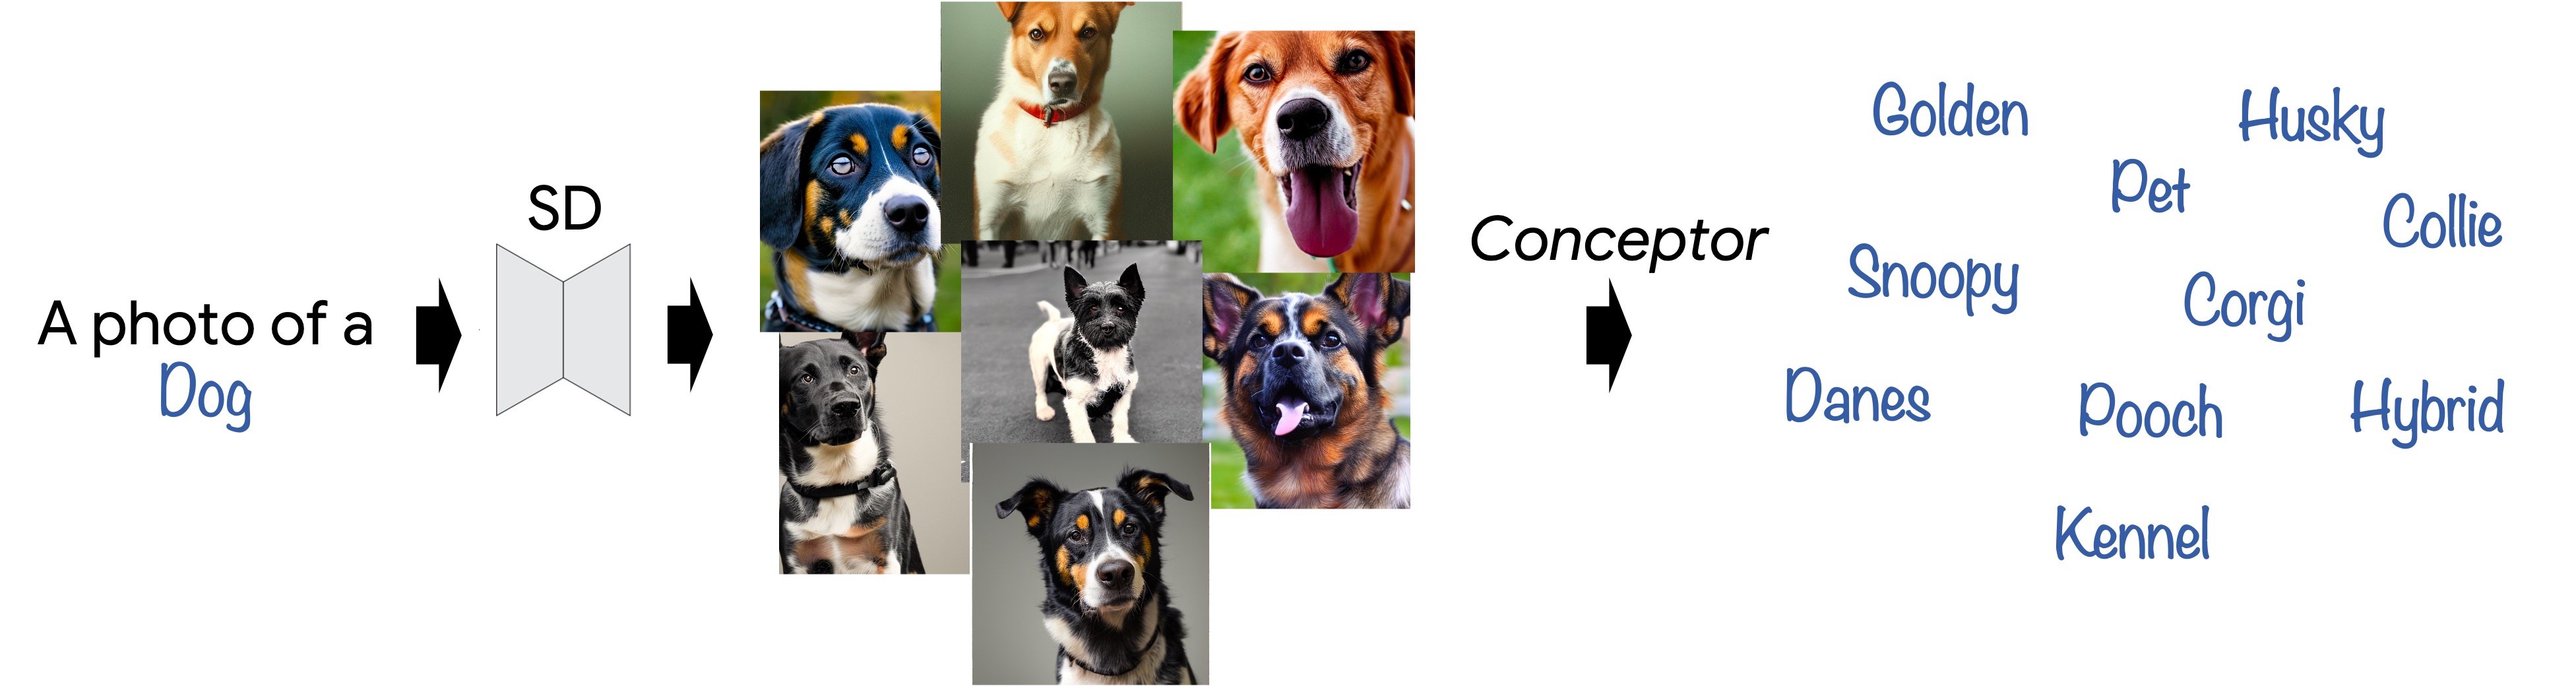 A photo of a
Dog
SD
Conceptor
Golden
Husky
Pet
Collie
Snoopy
Corgi
Danes
Pooch
Hybrid
Kennel